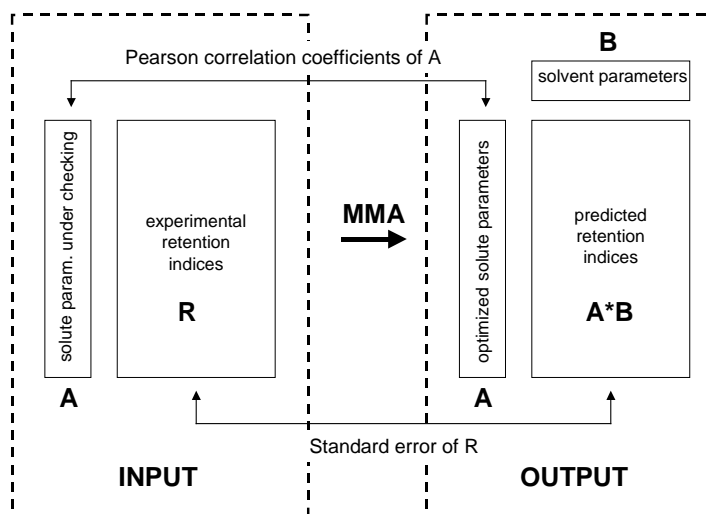 Pearson correlation coefficients of A
B
solvent parameters
solute param. under checking
experimental
retention
indices
R
MMA
optimized solute parameters
predicted
retention
indices
A*B
A
A
Standard error of R
INPUT
OUTPUT